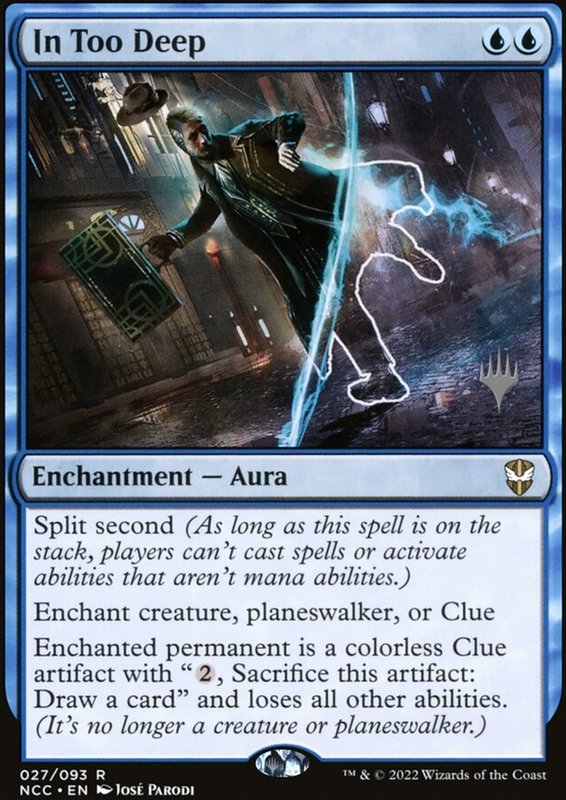 In Too Deep
Enchantment — Aura
Split second (As long as this spell is on the
stack, players can't cast spells or activate
abilities that aren't mana abilities.)
Enchant creature, planeswalker, or Clue
Enchanted permanent is a colorless Clue
artifact with “2, Sacrifice this artifact:
Draw a card” and loses all other abilities.
(It's no longer a creature or planeswalker.)
027/093 R
NCC • EN José Parodi
™ & © 2022 Wizards of the Coast